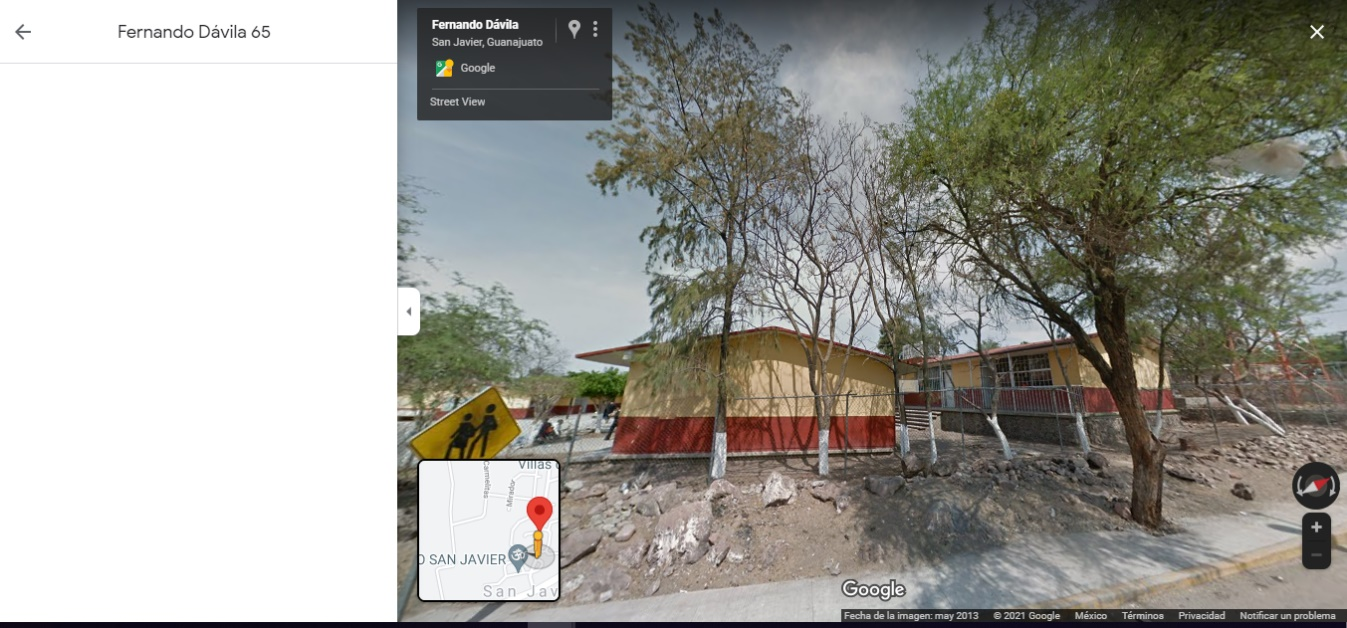 Fernando Dávila 65
Fernando Dávila
San Javier, Guanajuato
Google
Street View
Villas
Carmelitas
Mirador
O SAN JAVIER
San Jav
Google
Fecha de la imagen: may 2013 © 2021 Google México Términos Privacidad Notificar un problema